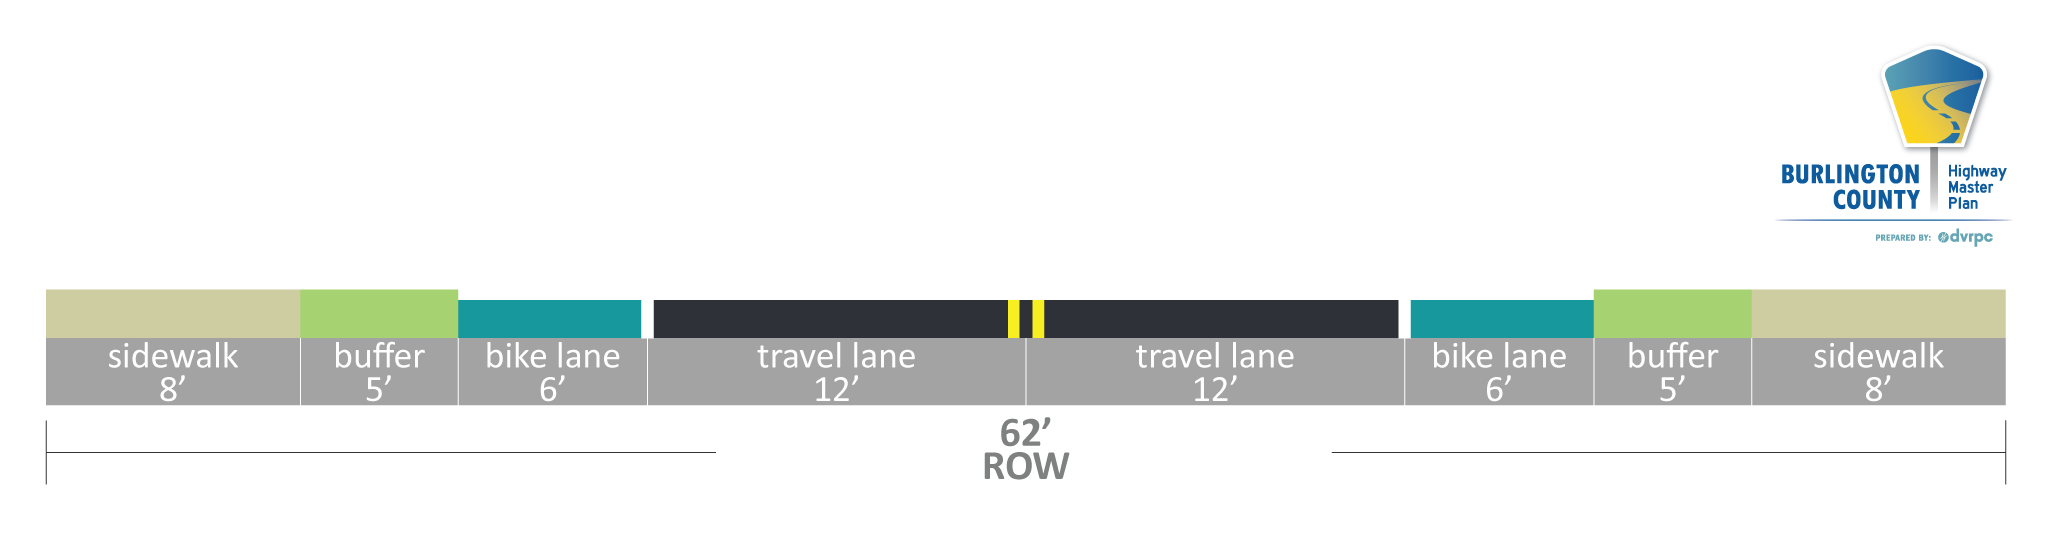 BURLINGTON
COUNTY
Highway
Master
Plan
PREPARED BY: dvrpc
sidewalk
8’
buffer
5’
bike lane
6’
travel lane
12’
travel lane
12’
bike lane
6’
buffer
5’
sidewalk
8’
62’
ROW